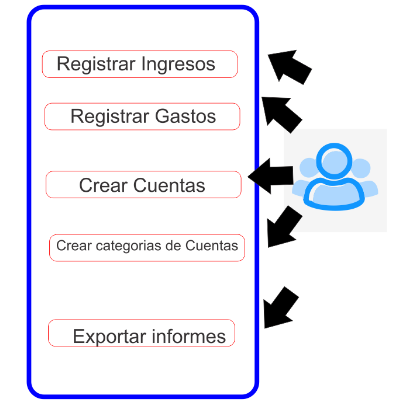 Registrar Ingresos
Registrar Gastos
Crear Cuentas
Crear categorias de Cuentas
Exportar informes